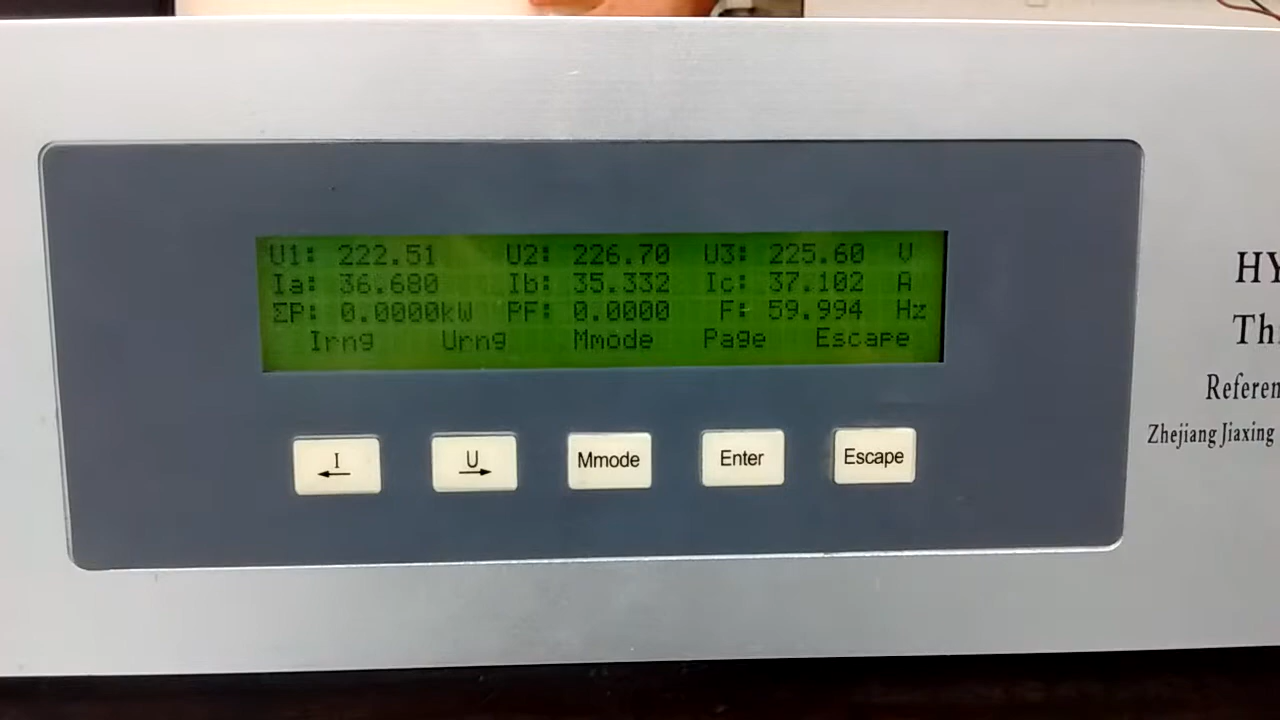 U1: 222.51 U2: 226.70 U3: 225.60 V
Ia: 36.680 Ib: 35.332 Ic: 37.102 A
ΣP: 0.0000kW PF: 0.0000 F: 59.994 Hz
Irng Urng Mmode Page Escape
I U Mmode Enter Escape
HY
Th
Referen
Zhejiang Jiaxing